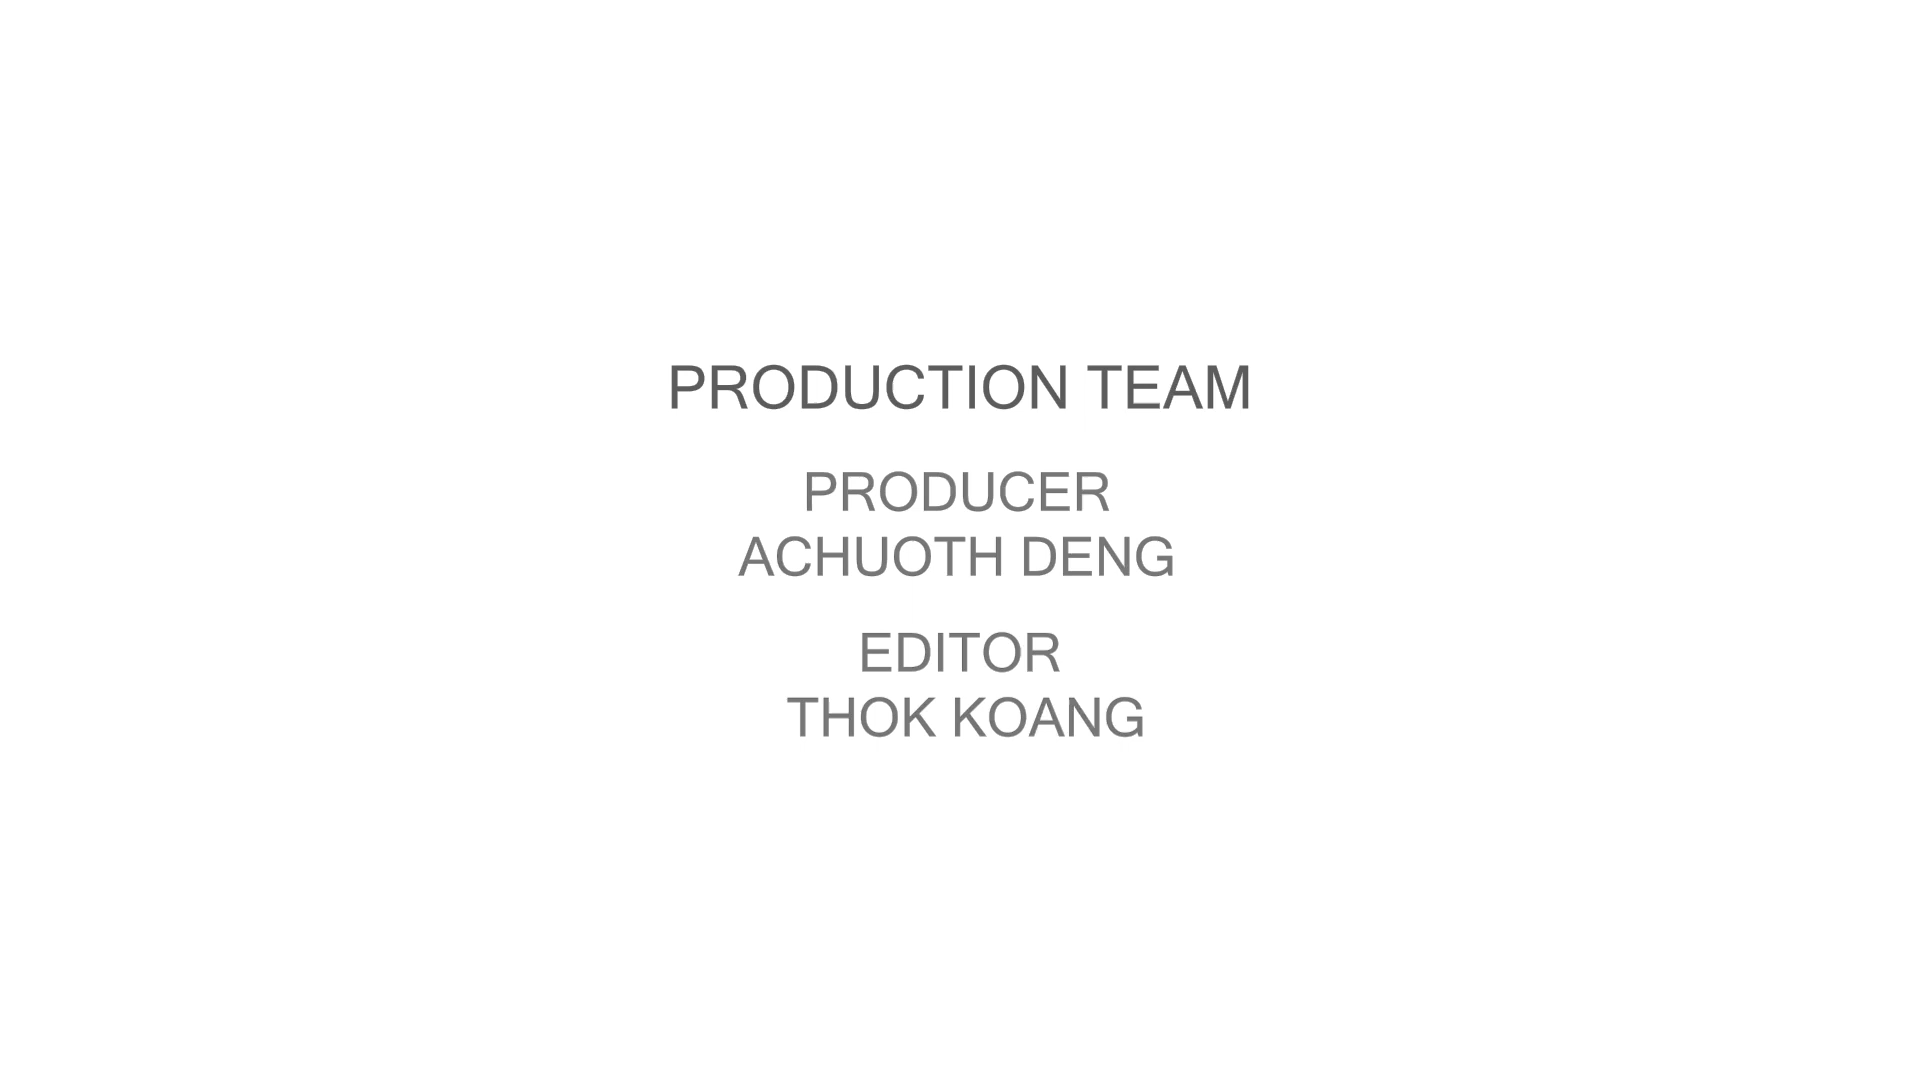 PRODUCTION TEAM
PRODUCER
ACHUOTH DENG
EDITOR
THOK KOANG